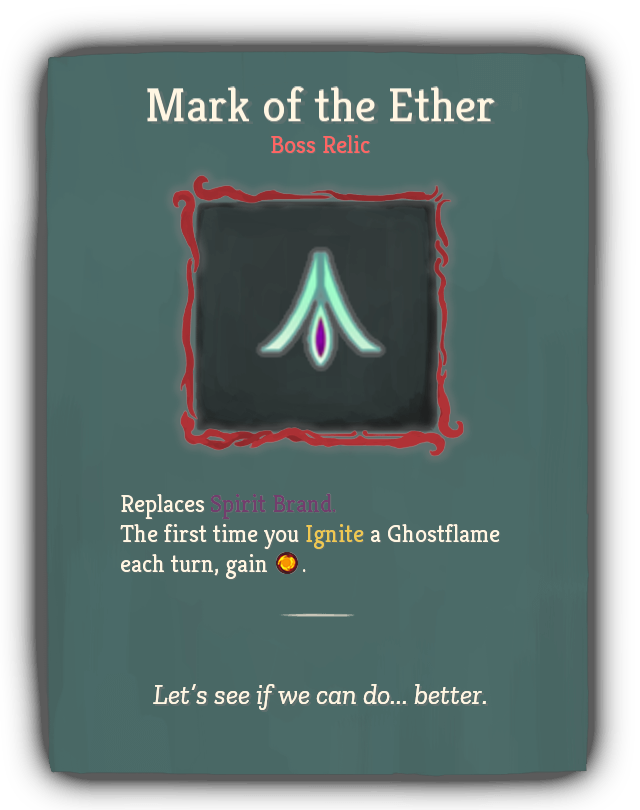 Mark of the Ether
Boss Relic
Replaces Spirit Brand.
The first time you Ignite a Ghostflame
each turn, gain .
Let's see if we can do... better.